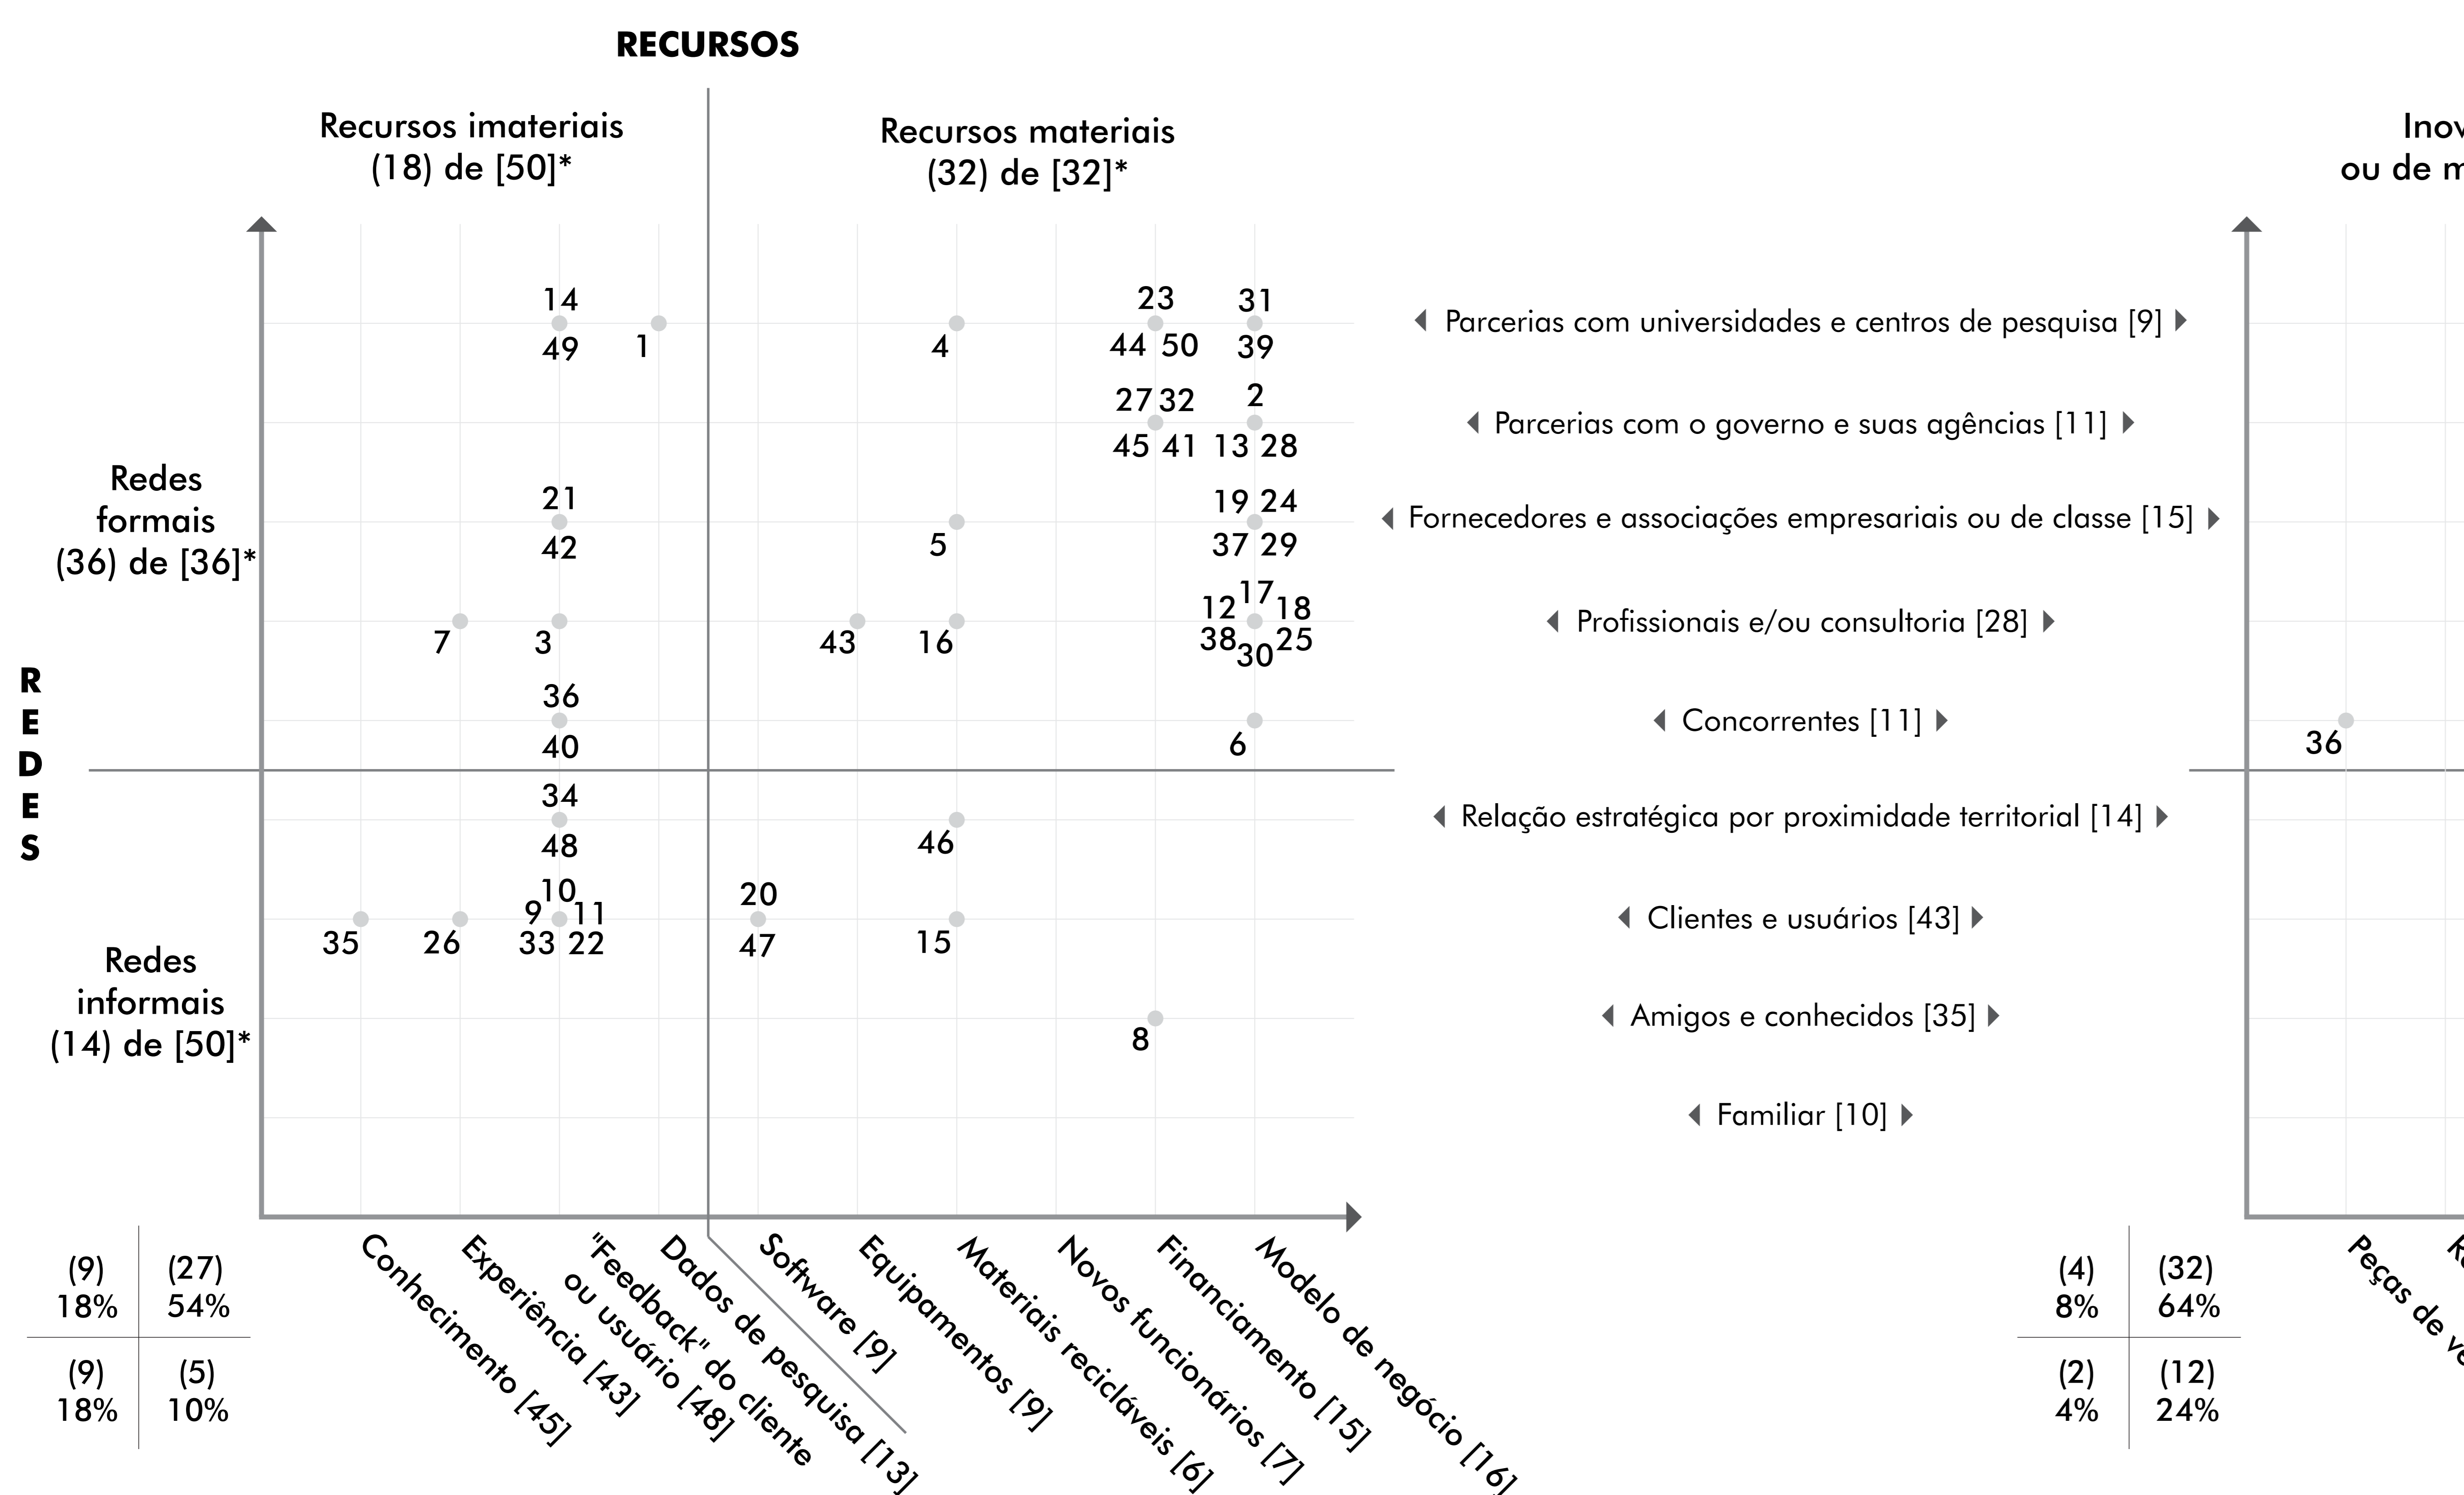 RECURSOS
Recursos imateriais
(18) de [50]*
Recursos materiais
(32) de [32]*
Inov
ou de m
14
23
31
49
1
4
44 50
39
Parcerias com universidades e centros de pesquisa [9]
27 32
2
45 41
13 28
Parcerias com o governo e suas agências [11]
Redes
formais
(36) de [36]*
21
19 24
42
5
37 29
Fornecedores e associações empresariais ou de classe [15]
12 17 18
7
3
43
16
38 30 25
Profissionais e/ou consultoria [28]
REDES
36
40
6
Concorrentes [11]
36
34
48
46
Relação estratégica por proximidade territorial [14]
10
9 11
20
35
26
33 22
47
15
Clientes e usuários [43]
Redes
informais
(14) de [50]*
8
Amigos e conhecidos [35]
Familiar [10]
(9) (27)
18% 54%
(9) (5)
18% 10%
Conhecimento [45]
Experiência [43]
"Feedback" do cliente
ou usuário [48]
Dados de pesquisa [13]
Software [9]
Equipamentos [9]
Materiais recicláveis [6]
Novos funcionários [7]
Financiamento [15]
Modelo de negócio [16]
(4) (32)
8% 64%
(2) (12)
4% 24%
Peças de ve